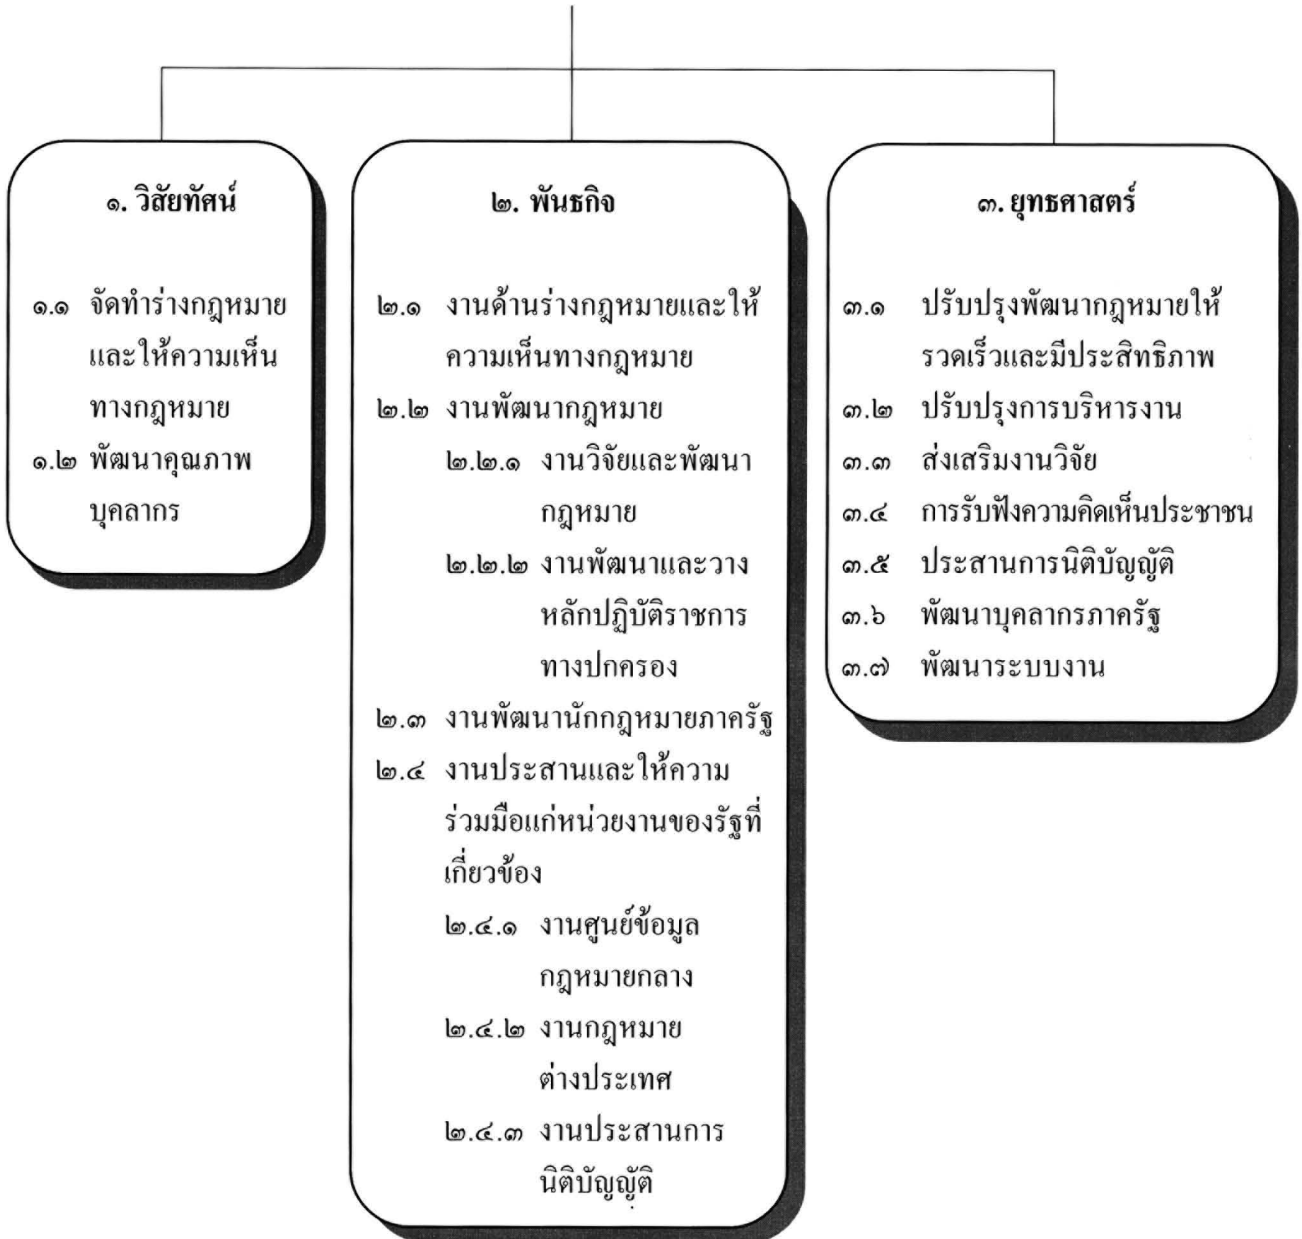 ๑. วิสัยทัศน์
๑.๑ จัดทำร่างกฎหมาย
และให้ความเห็น
ทางกฎหมาย
๑.๒ พัฒนาคุณภาพ
บุคลากร
๒. พันธกิจ
๒.๑ งานด้านร่างกฎหมายและให้
ความเห็นทางกฎหมาย
๒.๒ งานพัฒนากฎหมาย
๒.๒.๑ งานวิจัยและพัฒนา
กฎหมาย
๒.๒.๒ งานพัฒนาและวาง
หลักปฏิบัติราชการ
ทางปกครอง
๒.๓ งานพัฒนานักกฎหมายภาครัฐ
๒.๔ งานประสานและให้ความ
ร่วมมือแก่หน่วยงานของรัฐที่
เกี่ยวข้อง
๒.๔.๑ งานศูนย์ข้อมูล
กฎหมายกลาง
๒.๔.๒ งานกฎหมาย
ต่างประเทศ
๒.๔.๓ งานประสานการ
นิติบัญญัติ
๓. ยุทธศาสตร์
๓.๑ ปรับปรุงพัฒนากฎหมายให้
รวดเร็วและมีประสิทธิภาพ
๓.๒ ปรับปรุงการบริหารงาน
๓.๓ ส่งเสริมงานวิจัย
๓.๔ การรับฟังความคิดเห็นประชาชน
๓.๕ ประสานการนิติบัญญัติ
๓.๖ พัฒนาบุคลากรภาครัฐ
๓.๗ พัฒนาระบบงาน